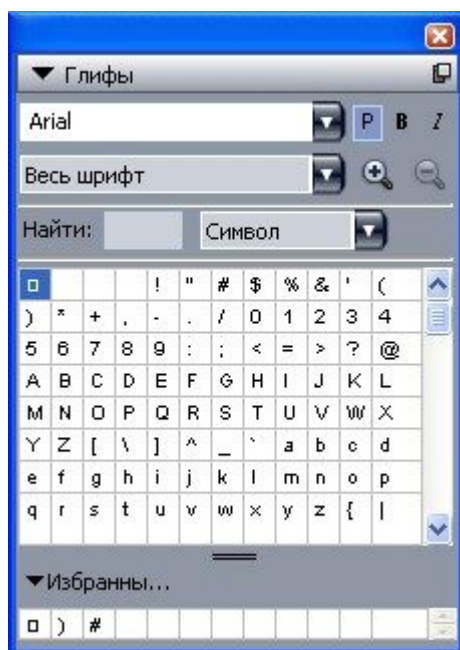 Глифы
Arial P B I
Весь шрифт
Найти: Символ
! " # $ % & ' (
) * + , - . / 0 1 2 3 4
5 6 7 8 9 : ; < = > ? @
A B C D E F G H I J K L
M N O P Q R S T U V W X
Y Z [ \ ] ^ _ ` a b c d
e f g h i j k l m n o p
q r s t u v w x y z { |
Избранны...
) #